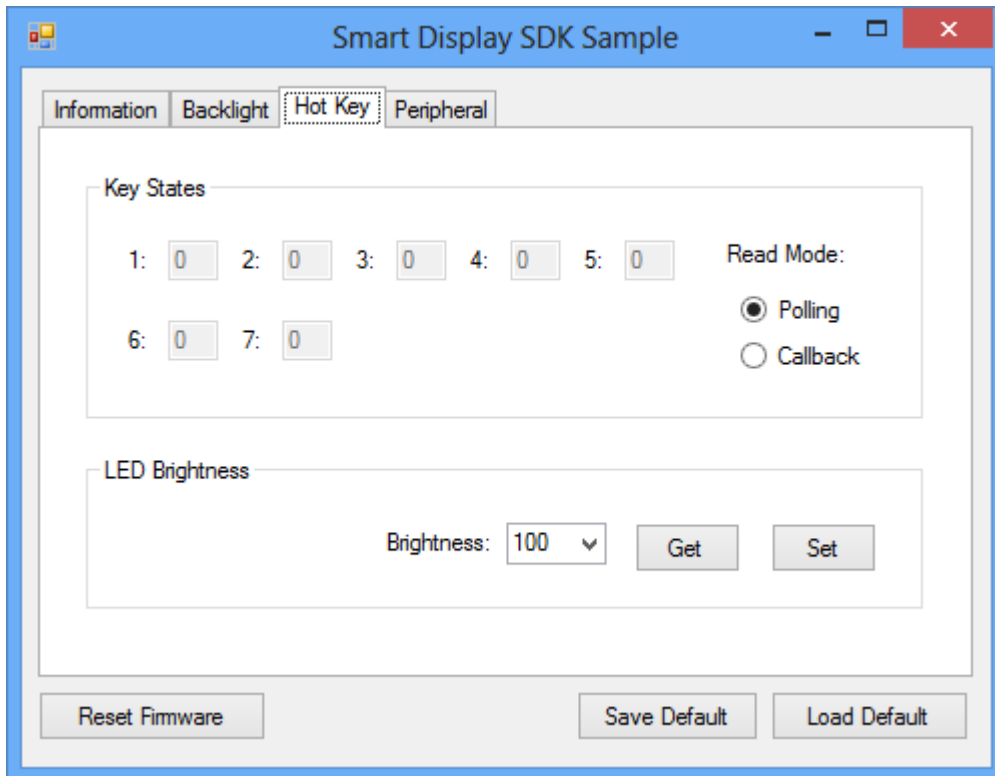 Smart Display SDK Sample
Information Backlight Hot Key Peripheral
Key States
1: 0 2: 0 3: 0 4: 0 5: 0
Read Mode:
Polling
6: 0 7: 0
Callback
LED Brightness
Brightness: 100 Get Set
Reset Firmware Save Default Load Default